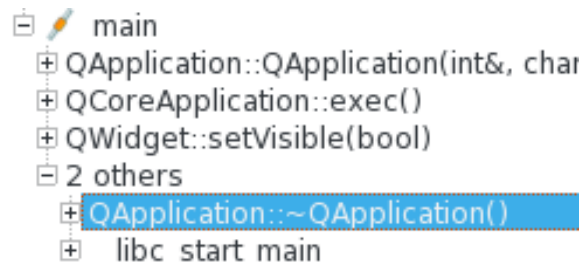 main
QApplication::QApplication(int&, char
QCoreApplication::exec()
QWidget::setVisible(bool)
2 others
QApplication::~QApplication()
libc start main